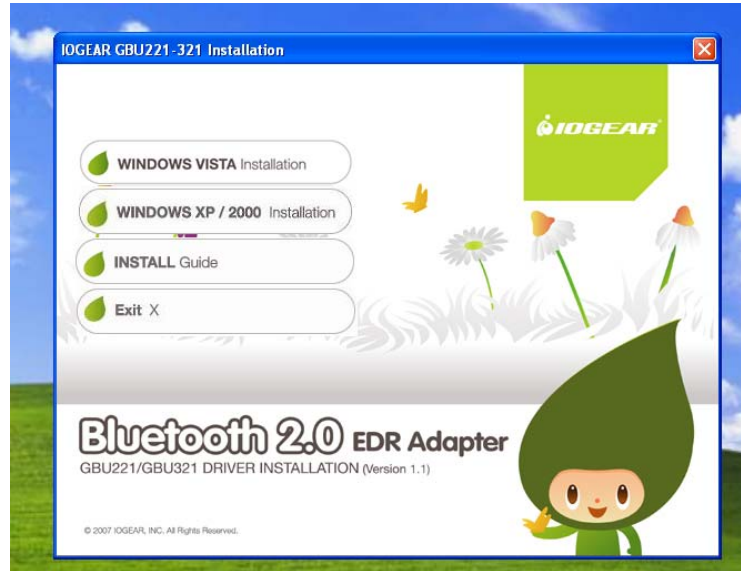 IOGEAR GBU221-321 Installation
IOGEAR
WINDOWS VISTA Installation
WINDOWS XP / 2000 Installation
INSTALL Guide
Exit X
Bluetooth 2.0 EDR Adapter
GBU221/GBU321 DRIVER INSTALLATION (Version 1.1)
© 2007 IOGEAR, INC. All Rights Reserved.